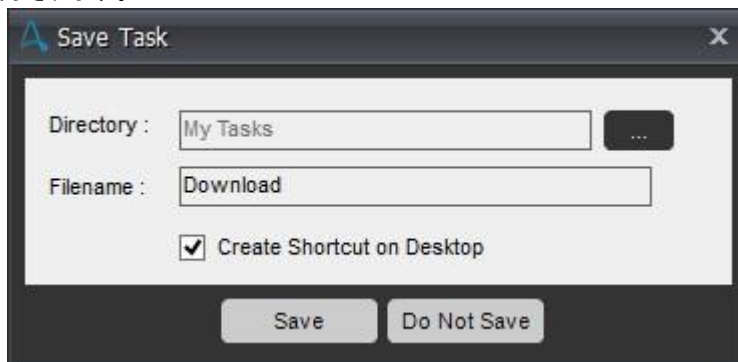 Save Task
Directory : My Tasks ...
Filename : Download
Create Shortcut on Desktop
Save Do Not Save